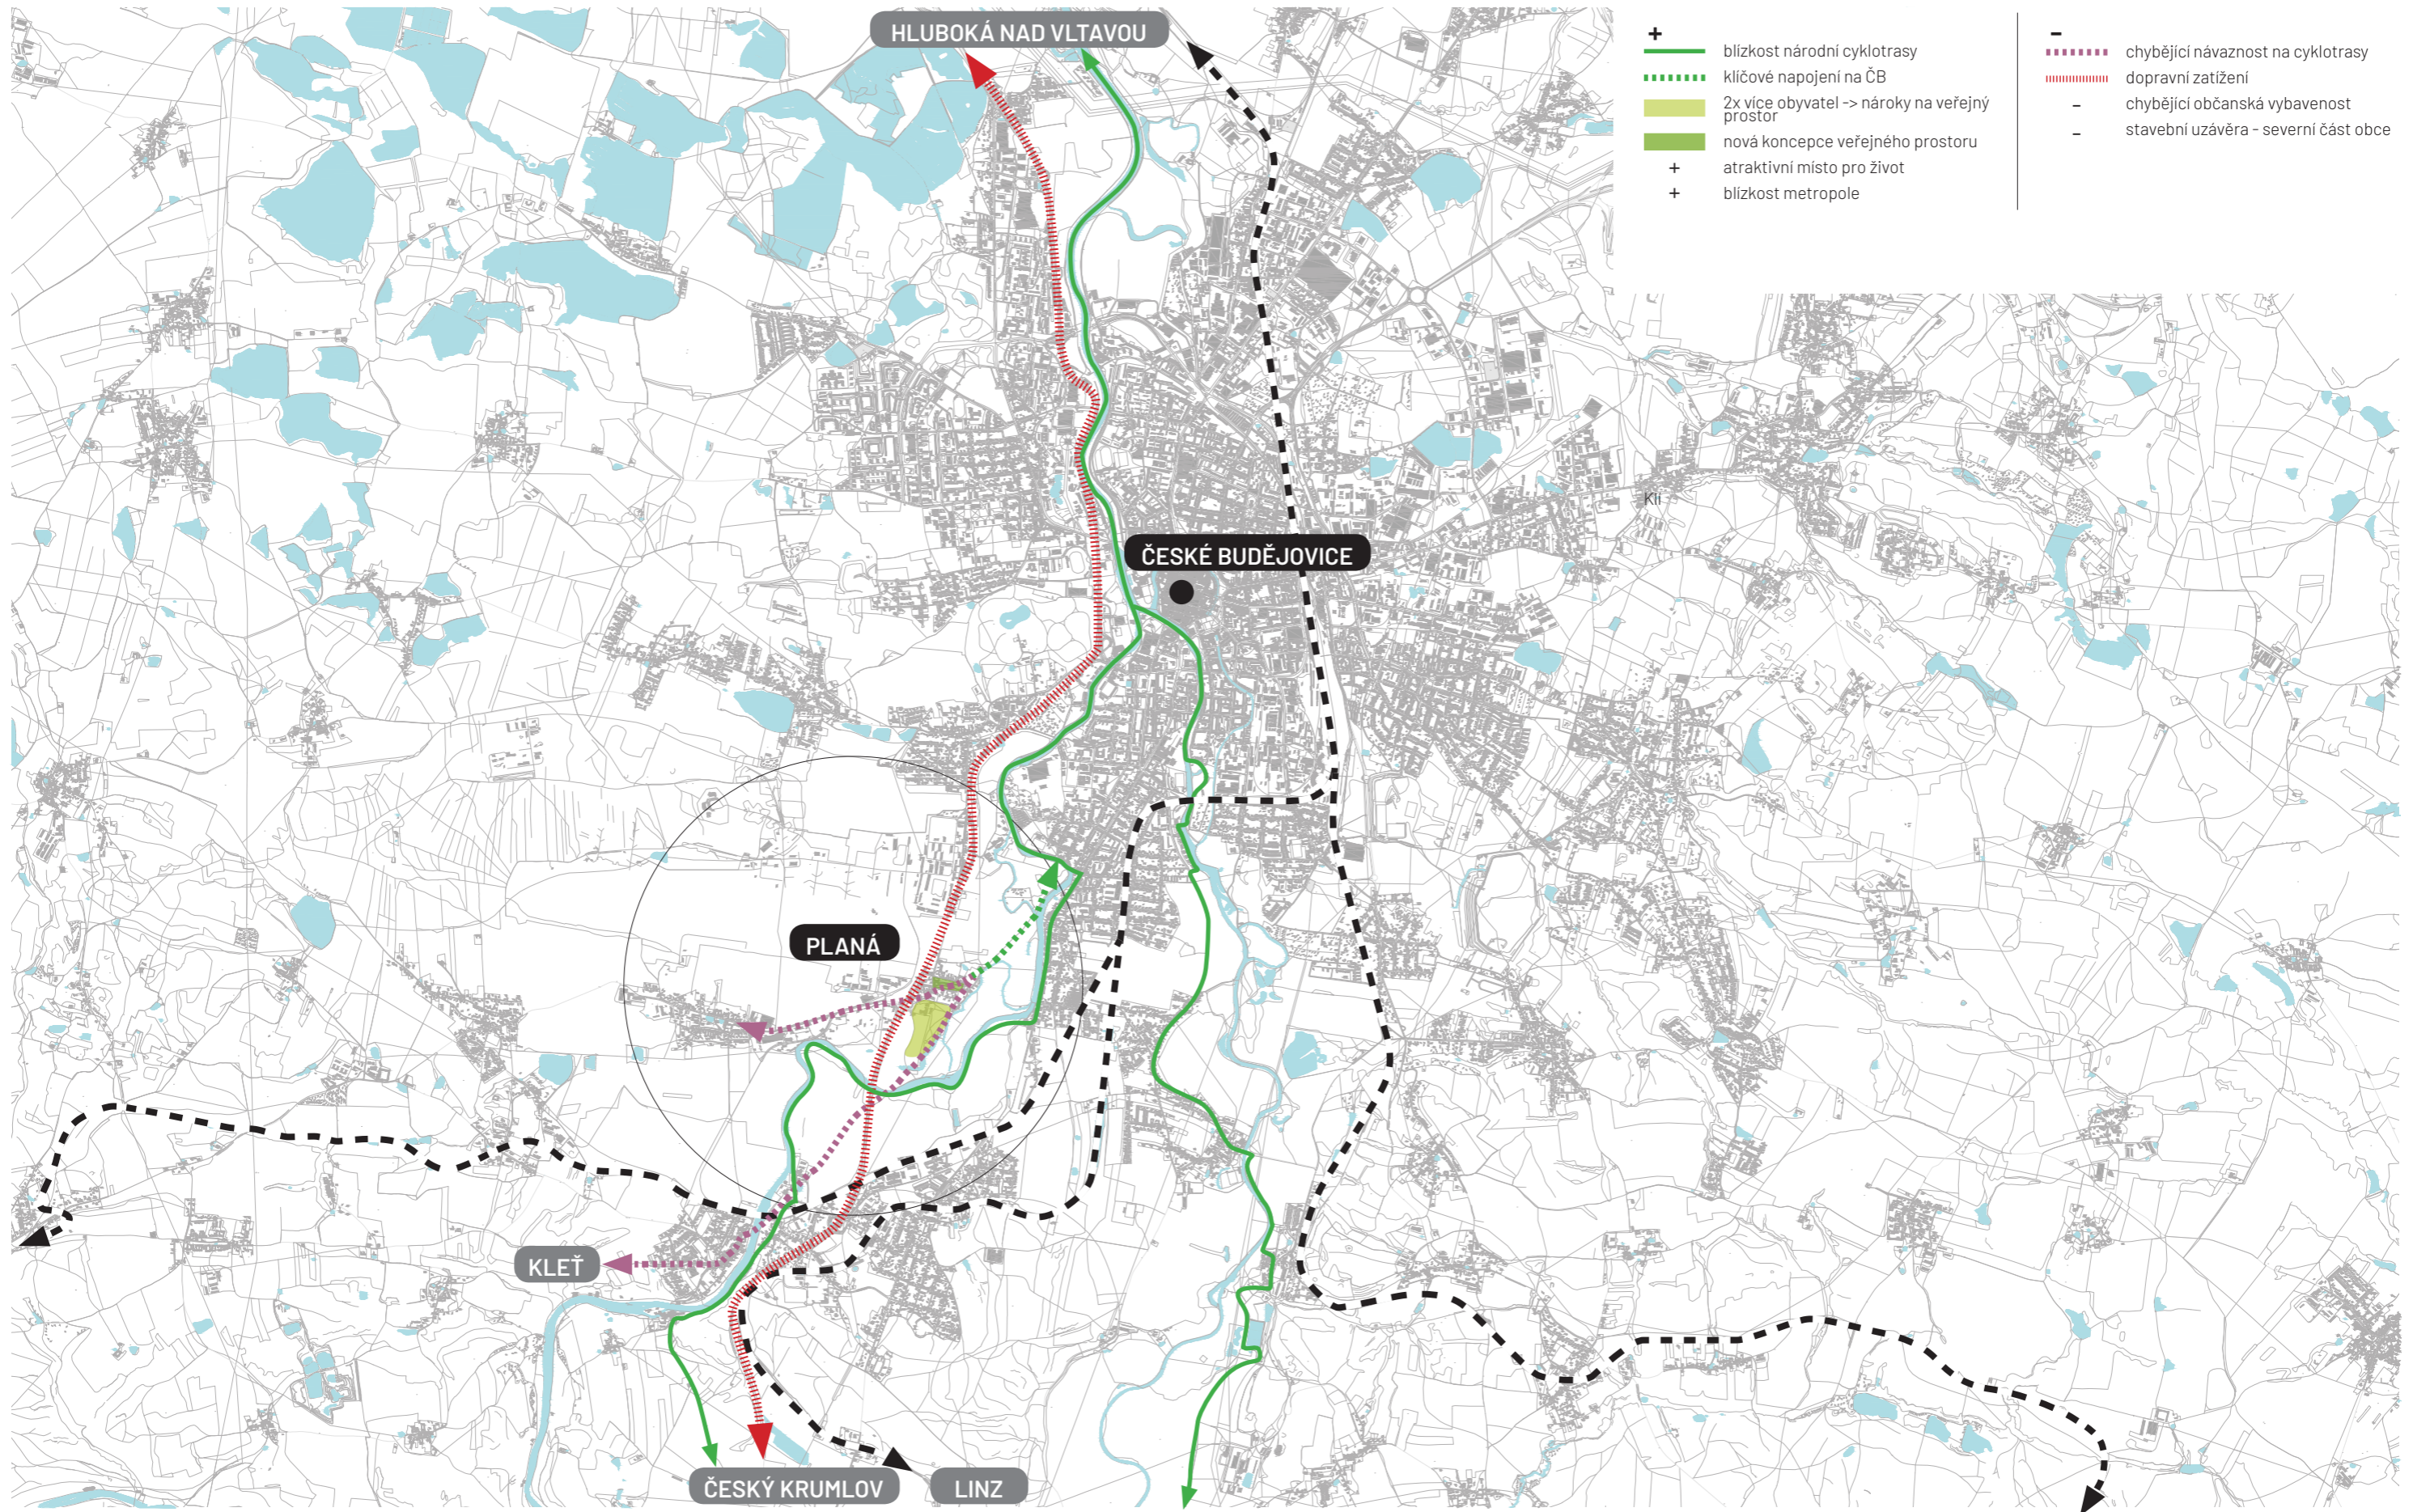 HLUBOKÁ NAD VLTAVOU
+
blízkost národní cyklotrasy
klíčové napojení na ČB
2x více obyvatel -> nároky na veřejný
prostor
nová koncepce veřejného prostoru
+ atraktivní místo pro život
+ blízkost metropole
–
chybějící návaznost na cyklotrasy
dopravní zatížení
– chybějící občanská vybavenost
– stavební uzávěra - severní část obce
Kli
ČESKÉ BUDĚJOVICE
PLANÁ
KLEŤ
ČESKÝ KRUMLOV
LINZ